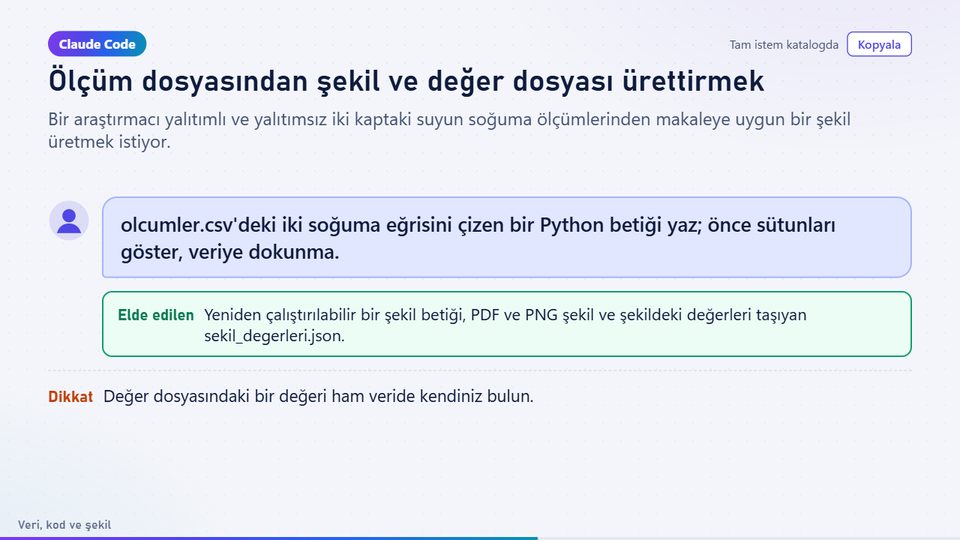 Claude Code
Tam istem katalogda
Kopyala
Ölçüm dosyasından şekil ve değer dosyası ürettirmek
Bir araştırmacı yalıtımlı ve yalıtımsız iki kaptaki suyun soğuma ölçümlerinden makaleye uygun bir şekil
üretmek istiyor.
olcumler.csv'deki iki soğuma eğrisini çizen bir Python betiği yaz; önce sütunları
göster, veriye dokunma.
Elde edilen Yeniden çalıştırılabilir bir şekil betiği, PDF ve PNG şekil ve şekildeki değerleri taşıyan
sekil_degerleri.json.
Dikkat Değer dosyasındaki bir değeri ham veride kendiniz bulun.
Veri, kod ve şekil